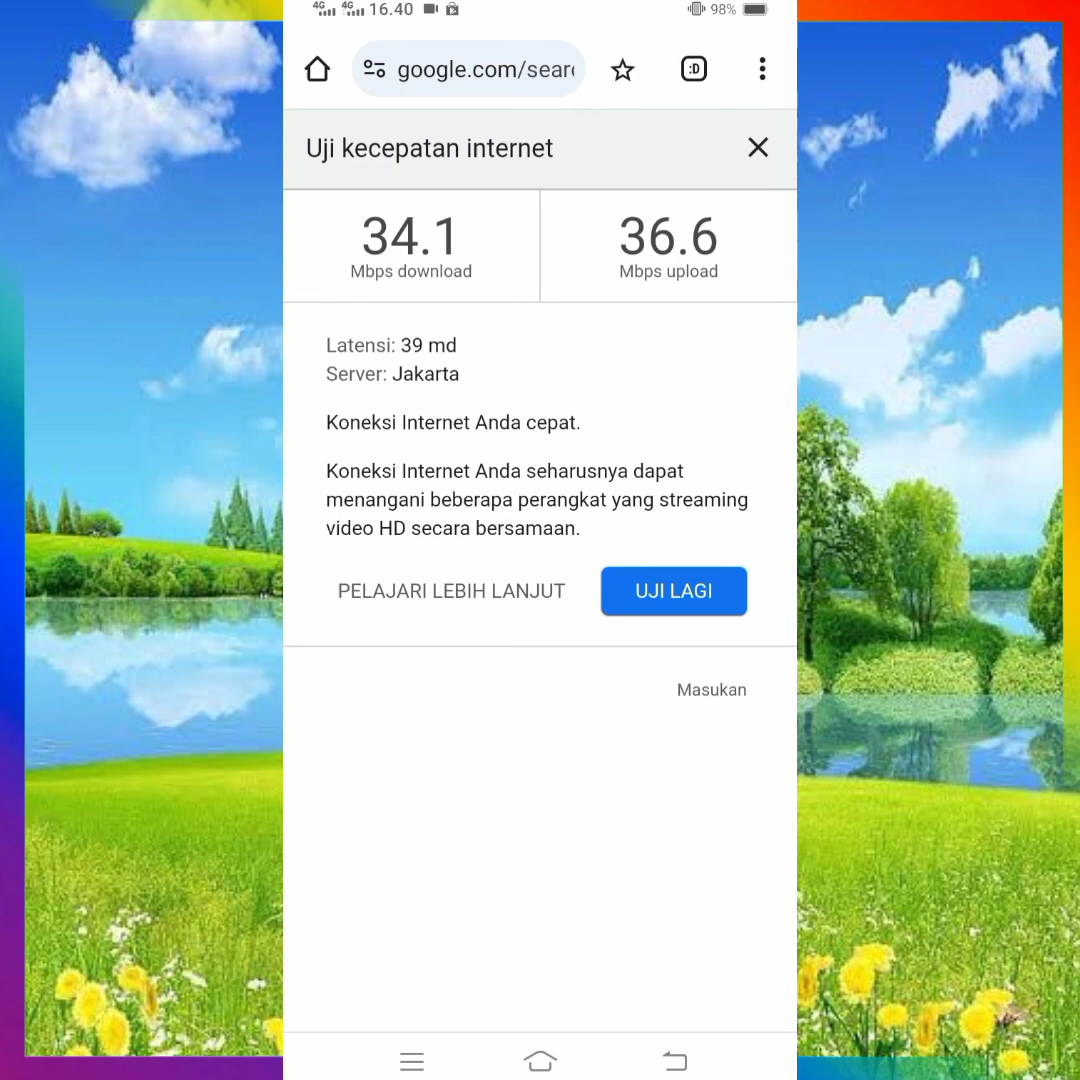 4G 4G 16.40 98%
google.com/sear
:D
Uji kecepatan internet
34.1
Mbps download
36.6
Mbps upload
Latensi: 39 md
Server: Jakarta
Koneksi Internet Anda cepat.
Koneksi Internet Anda seharusnya dapat
menangani beberapa perangkat yang streaming
video HD secara bersamaan.
PELAJARI LEBIH LANJUT
UJI LAGI
Masukan